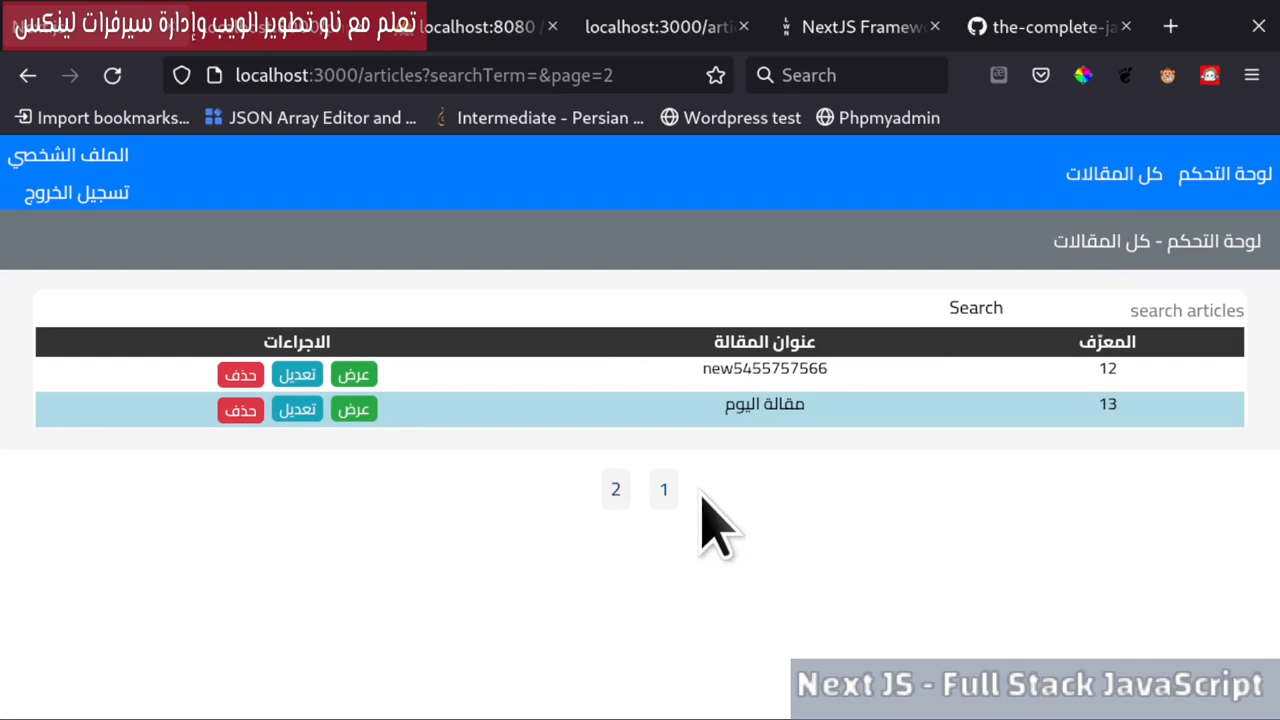 تعلم مع ناو تطوير الويب وإدارة سيرفرات لينكس
localhost:8080 /
localhost:3000/arti
NextJS Framew
the-complete-ja
localhost:3000/articles?searchTerm=&page=2
Search
Import bookmarks...
JSON Array Editor and ...
Intermediate - Persian ...
Wordpress test
Phpmyadmin
لوحة التحكم
كل المقالات
الملف الشخصي
تسجيل الخروج
لوحة التحكم - كل المقالات
search articles
Search
المعرّف عنوان المقالة الاجراءات
12 new5455757566 عرض تعديل حذف
13 مقالة اليوم عرض تعديل حذف
1 2
Next JS - Full Stack JavaScript